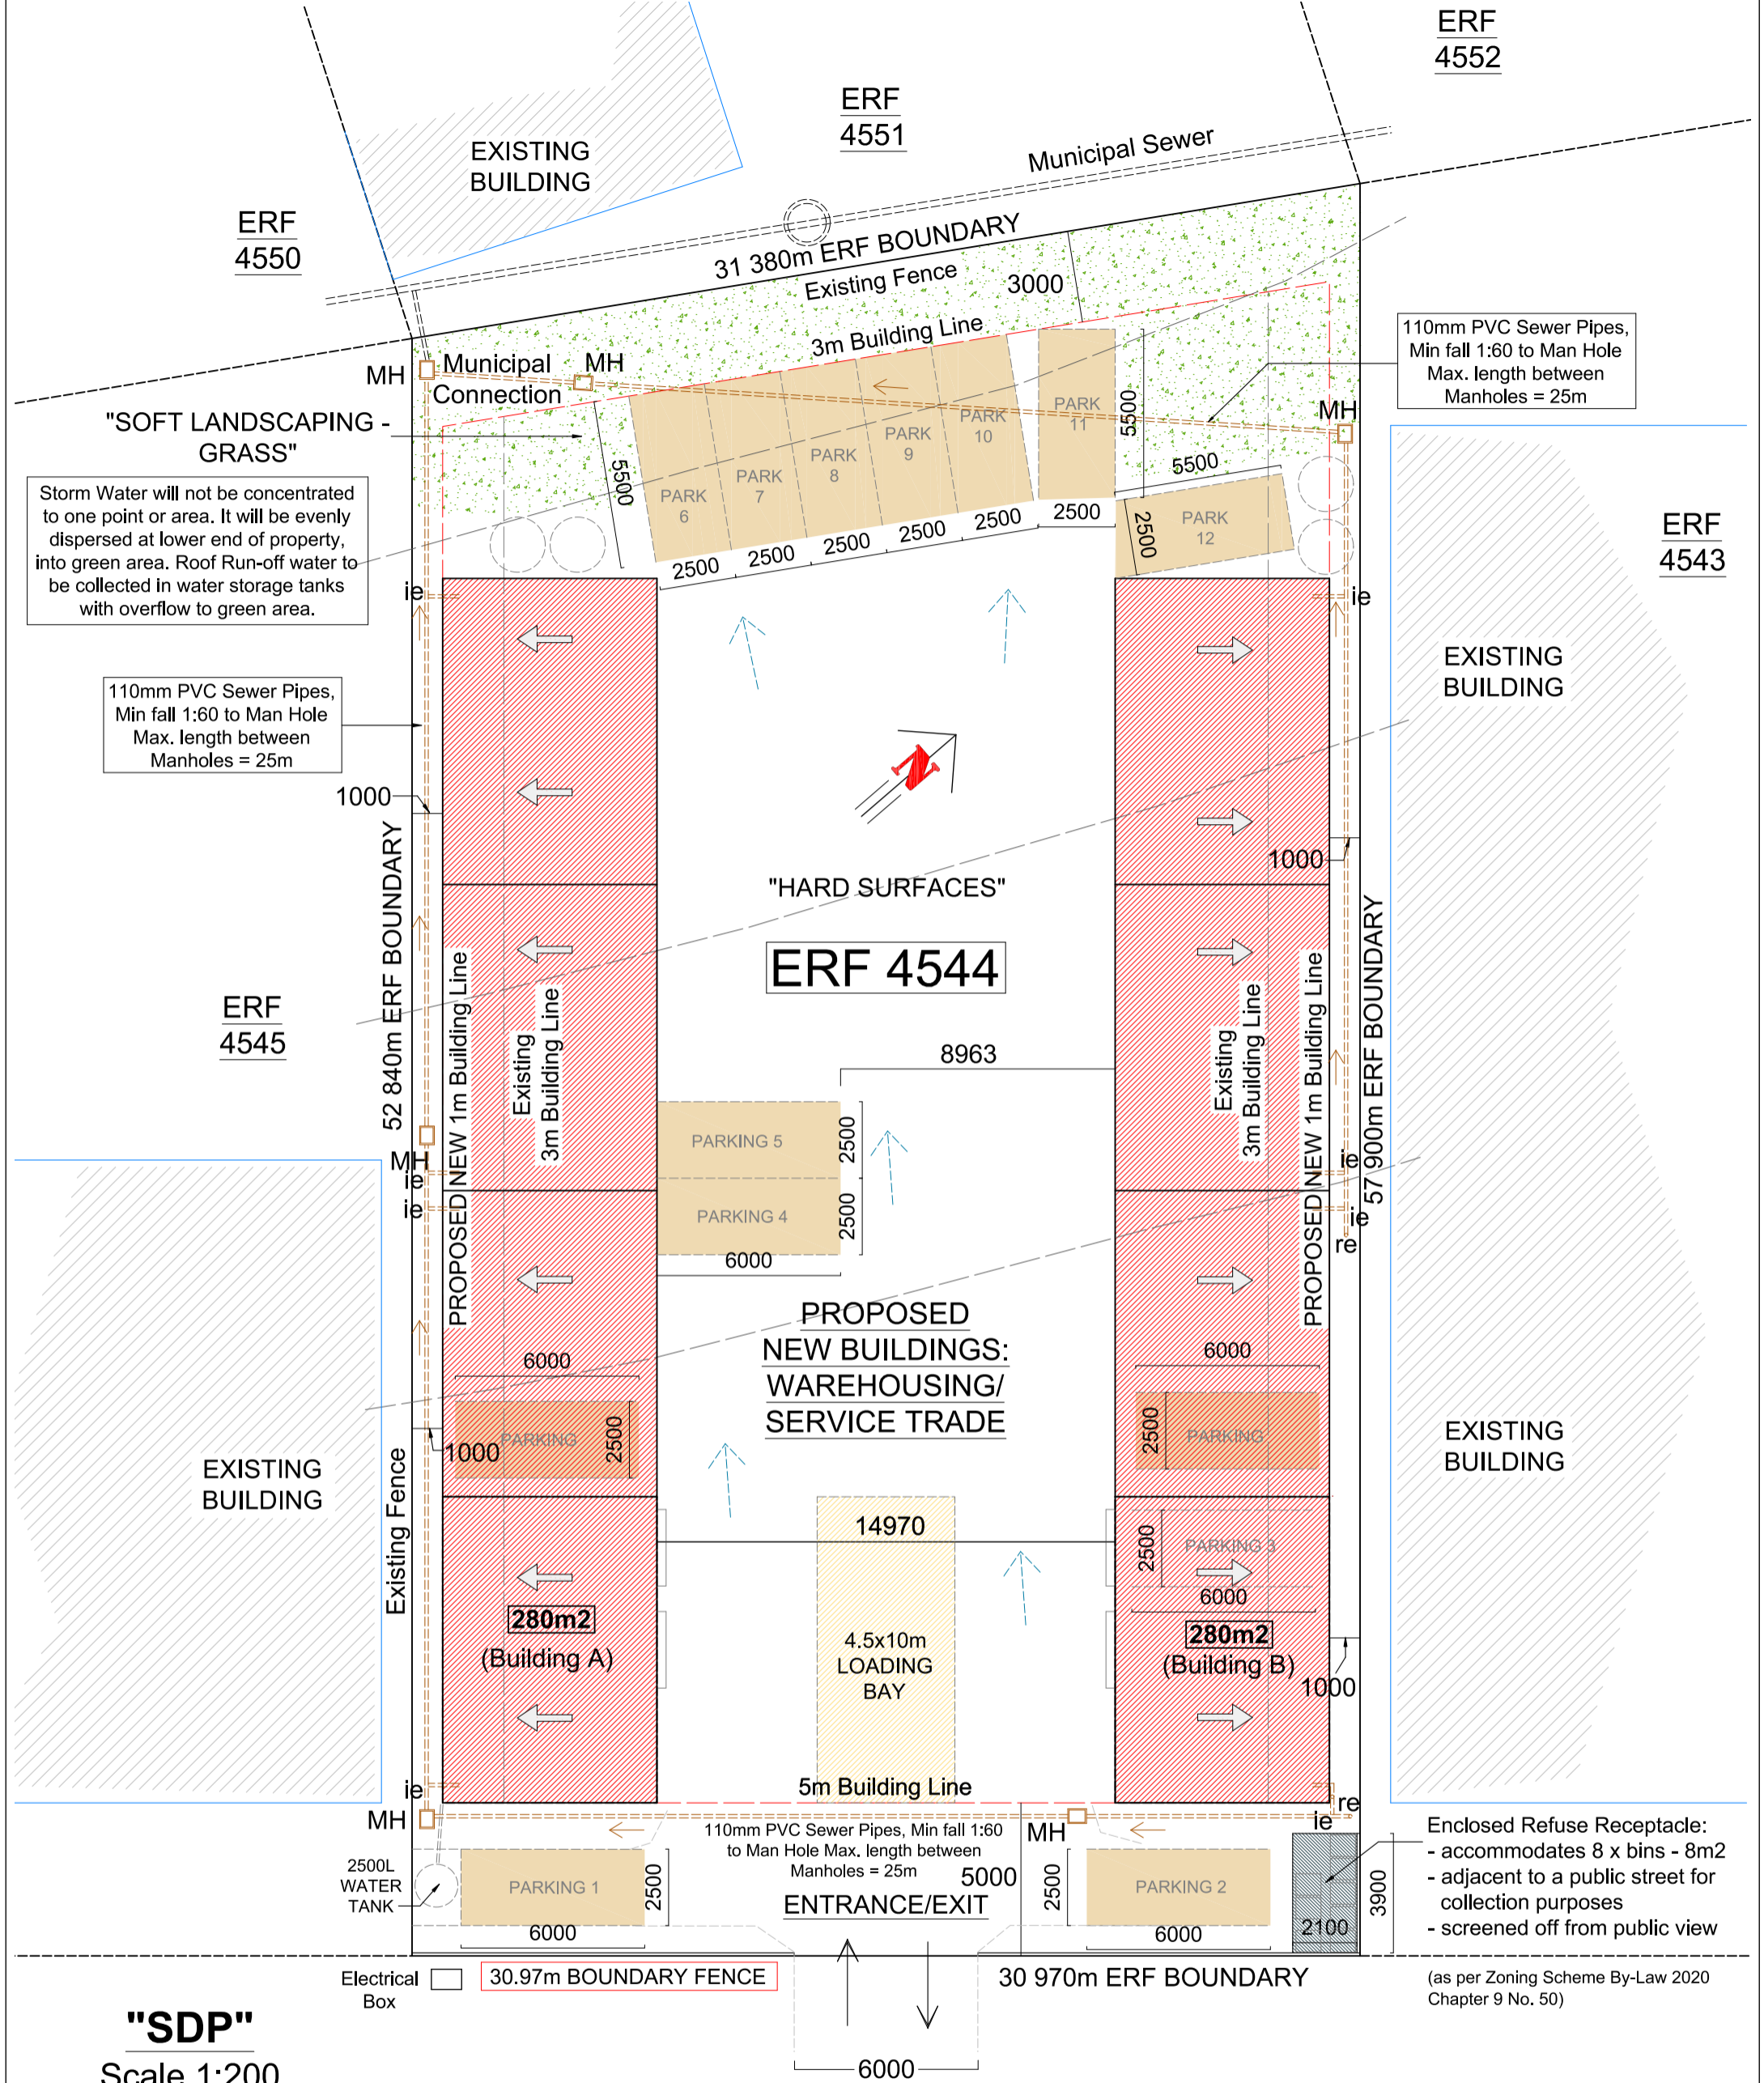 ERF
4552
ERF
4551
EXISTING
BUILDING
Municipal Sewer
ERF
4550
31 380m ERF BOUNDARY
Existing Fence
3000
3m Building Line
110mm PVC Sewer Pipes,
Min fall 1:60 to Man Hole
Max. length between
Manholes = 25m
MH
Municipal
Connection
MH
MH
"SOFT LANDSCAPING -
GRASS"
Storm Water will not be concentrated
to one point or area. It will be evenly
dispersed at lower end of property,
into green area. Roof Run-off water to
be collected in water storage tanks
with overflow to green area.
5500
PARK
6
PARK
7
PARK
8
PARK
9
PARK
10
PARK
11
5500
5500
PARK
12
2500
2500
2500
2500
2500
2500
2500
ERF
4543
ie
ie
EXISTING
BUILDING
110mm PVC Sewer Pipes,
Min fall 1:60 to Man Hole
Max. length between
Manholes = 25m
N
1000
1000
"HARD SURFACES"
ERF 4544
52 840m ERF BOUNDARY
PROPOSED NEW 1m Building Line
Existing
3m Building Line
Existing
3m Building Line
PROPOSED NEW 1m Building Line
57 900m ERF BOUNDARY
ERF
4545
8963
PARKING 5
2500
PARKING 4
2500
6000
MH
ie
ie
ie
ie
re
PROPOSED
NEW BUILDINGS:
WAREHOUSING/
SERVICE TRADE
6000
PARKING
2500
1000
6000
2500
PARKING
EXISTING
BUILDING
EXISTING
BUILDING
Existing Fence
14970
2500
PARKING 3
6000
280m2
(Building A)
4.5x10m
LOADING
BAY
280m2
(Building B)
1000
5m Building Line
ie
MH
re
ie
110mm PVC Sewer Pipes, Min fall 1:60
to Man Hole Max. length between
Manholes = 25m
MH
5000
2500L
WATER
TANK
PARKING 1
2500
6000
ENTRANCE/EXIT
2500
PARKING 2
6000
2100
3900
Enclosed Refuse Receptacle:
- accommodates 8 x bins - 8m2
- adjacent to a public street for
collection purposes
- screened off from public view
Electrical
Box
30.97m BOUNDARY FENCE
30 970m ERF BOUNDARY
(as per Zoning Scheme By-Law 2020
Chapter 9 No. 50)
6000
"SDP"
Scale 1:200